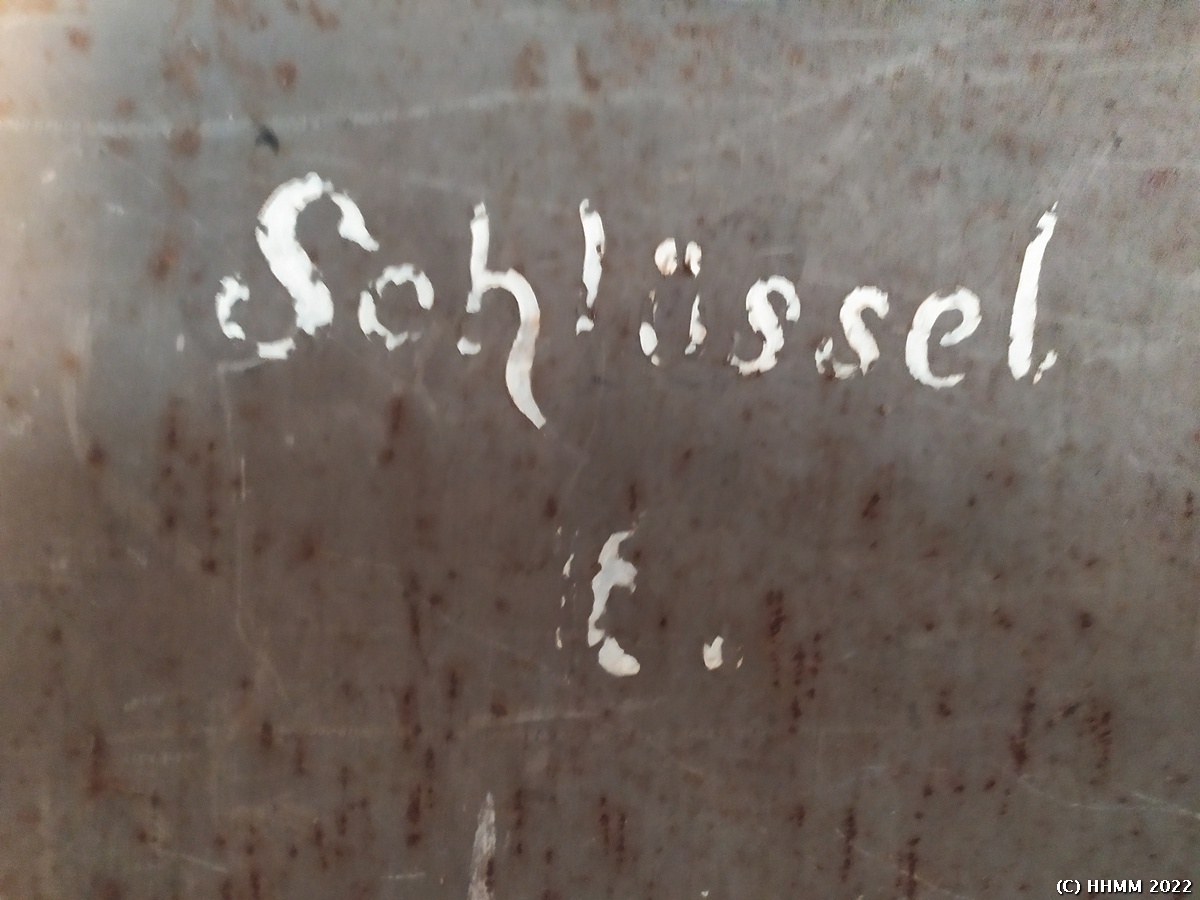 Schlüssel
E.
(C) HHMM 2022